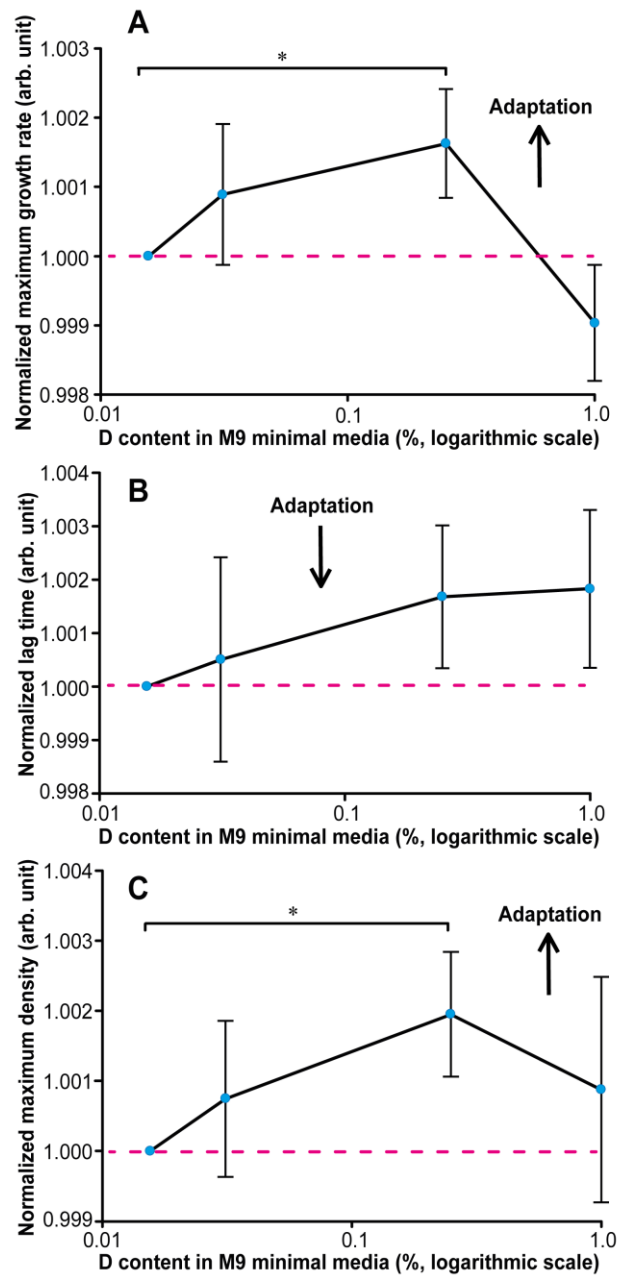 A
Normalized maximum growth rate (arb. unit)
1.003
1.002
1.001
1.000
0.999
0.998
*
Adaptation
0.01
0.1
1.0
D content in M9 minimal media (%, logarithmic scale)
B
Normalized lag time (arb. unit)
1.004
1.003
1.002
1.001
1.000
0.999
0.998
Adaptation
0.01
0.1
1.0
D content in M9 minimal media (%, logarithmic scale)
C
Normalized maximum density (arb. unit)
1.004
1.003
1.002
1.001
1.000
0.999
*
Adaptation
0.01
0.1
1.0
D content in M9 minimal media (%, logarithmic scale)